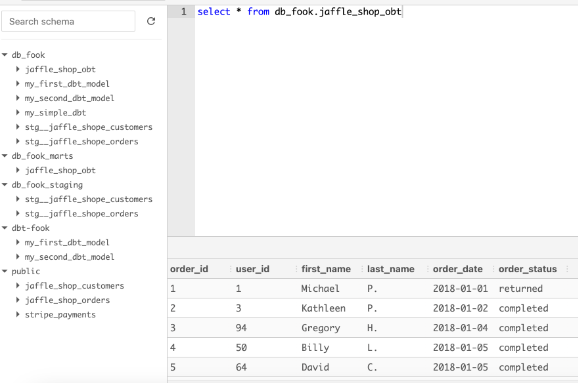 Search schema
db_fook
jaffle_shop_obt
my_first_dbt_model
my_second_dbt_model
my_simple_dbt
stg__jaffle_shope_customers
stg__jaffle_shope_orders
db_fook_marts
jaffle_shop_obt
db_fook_staging
stg__jaffle_shope_customers
stg__jaffle_shope_orders
dbt-fook
my_first_dbt_model
my_second_dbt_model
public
jaffle_shop_customers
jaffle_shop_orders
stripe_payments
1 select * from db_fook.jaffle_shop_obt
order_id user_id first_name last_name order_date order_status
1 1 Michael P. 2018-01-01 returned
2 3 Kathleen P. 2018-01-02 completed
3 94 Gregory H. 2018-01-04 completed
4 50 Billy L. 2018-01-05 completed
5 64 David C. 2018-01-05 completed